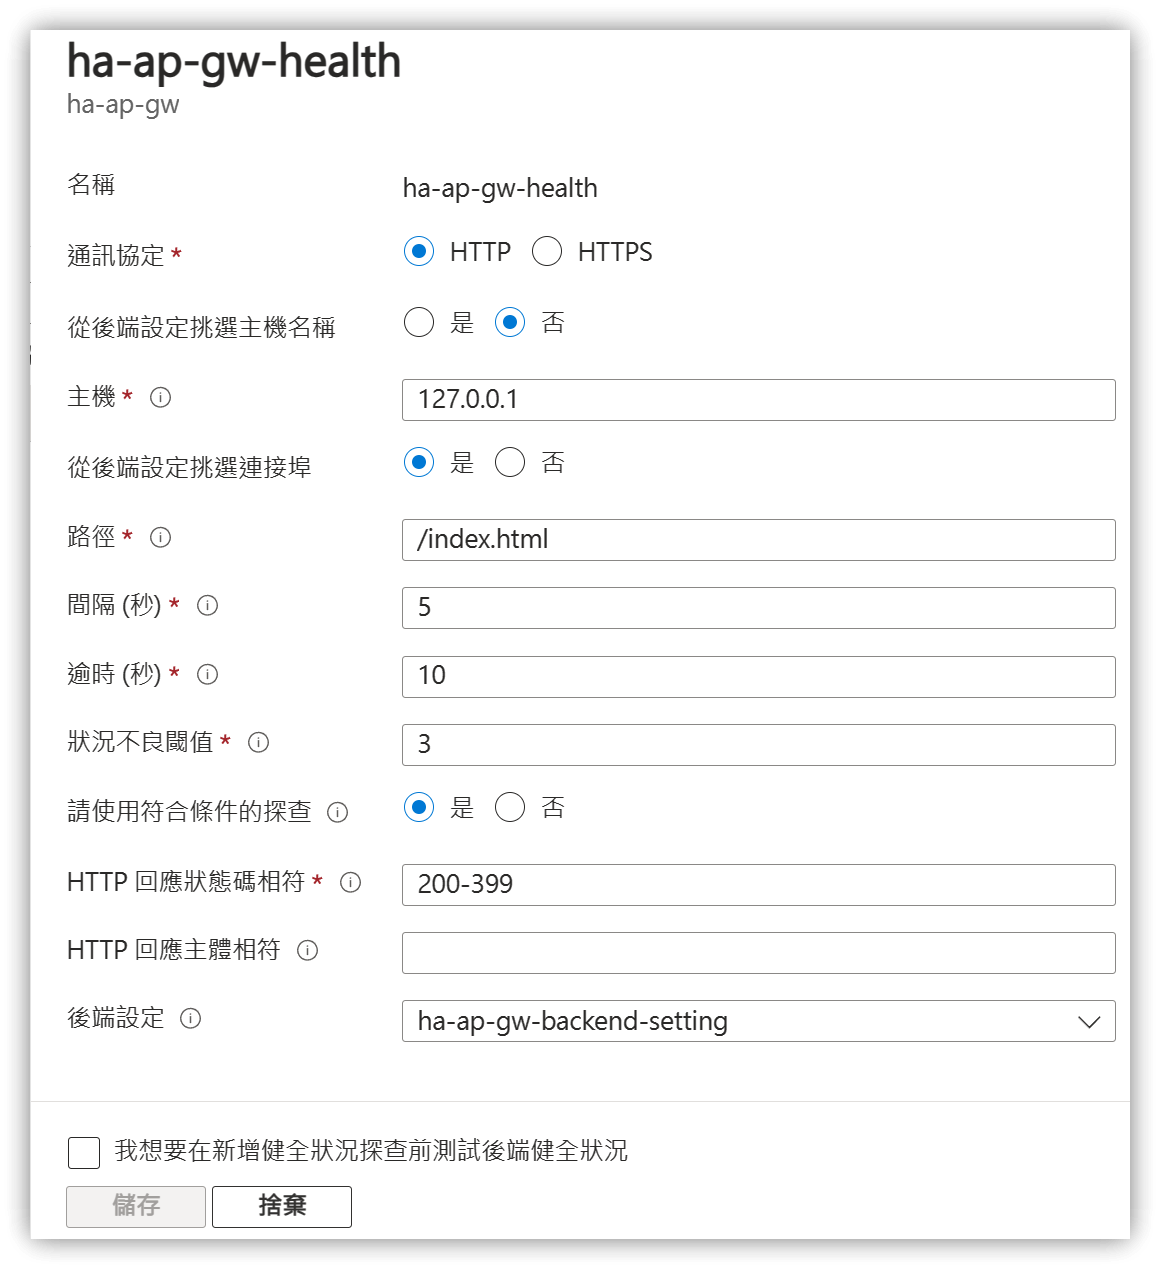 ha-ap-gw-health
ha-ap-gw
名稱 ha-ap-gw-health
通訊協定 * HTTP HTTPS
從後端設定挑選主機名稱 是 否
主機 * 127.0.0.1
從後端設定挑選連接埠 是 否
路徑 * /index.html
間隔 (秒) * 5
逾時 (秒) * 10
狀況不良閾值 * 3
請使用符合條件的探查 是 否
HTTP 回應狀態碼相符 * 200-399
HTTP 回應主體相符
後端設定 ha-ap-gw-backend-setting
我想要在新增健全狀況探查前測試後端健全狀況
儲存 捨棄